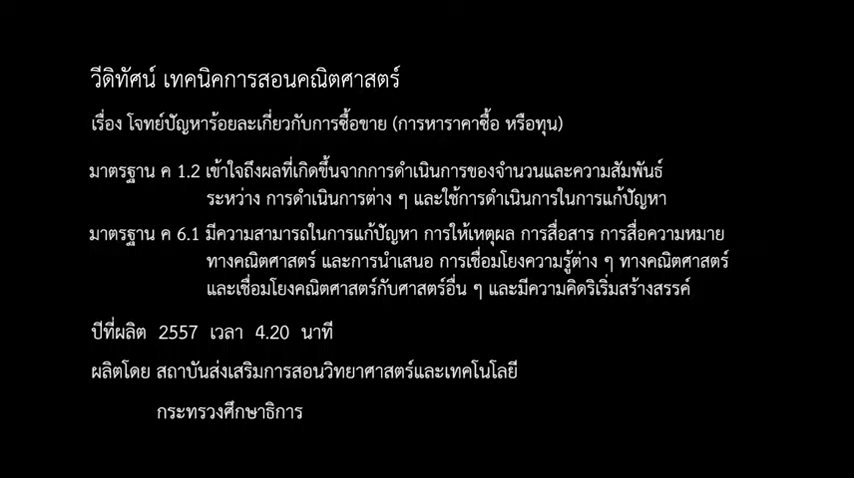 วีดิทัศน์ เทคนิคการสอนคณิตศาสตร์
เรื่อง โจทย์ปัญหาร้อยละเกี่ยวกับการซื้อขาย (การหาราคาซื้อ หรือทุน)
มาตรฐาน ค 1.2 เข้าใจถึงผลที่เกิดขึ้นจากการดำเนินการของจำนวนและความสัมพันธ์
ระหว่าง การดำเนินการต่าง ๆ และใช้การดำเนินการในการแก้ปัญหา
มาตรฐาน ค 6.1 มีความสามารถในการแก้ปัญหา การให้เหตุผล การสื่อสาร การสื่อความหมาย
ทางคณิตศาสตร์ และการนำเสนอ การเชื่อมโยงความรู้ต่าง ๆ ทางคณิตศาสตร์
และเชื่อมโยงคณิตศาสตร์กับศาสตร์อื่น ๆ และมีความคิดริเริ่มสร้างสรรค์
ปีที่ผลิต 2557 เวลา 4.20 นาที
ผลิตโดย สถาบันส่งเสริมการสอนวิทยาศาสตร์และเทคโนโลยี
กระทรวงศึกษาธิการ